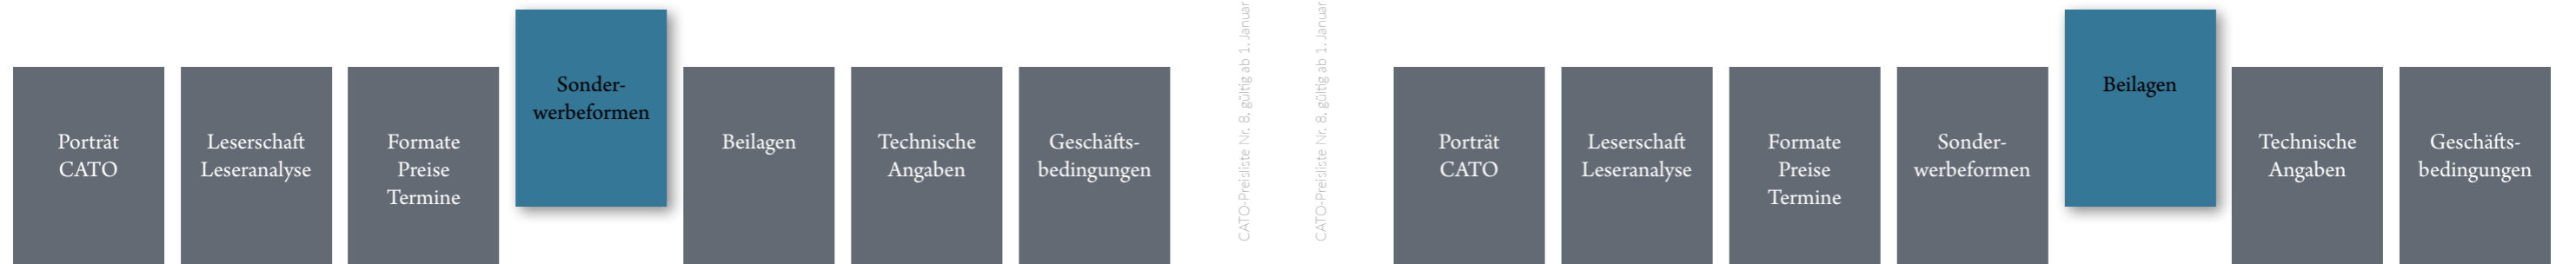 Porträt
CATO
Leserschaft
Leseranalyse
Formate
Preise
Termine
Sonder-
werbeformen
Beilagen
Technische
Angaben
Geschäfts-
bedingungen
CATO-Preisliste Nr. 8, gültig ab 1. Januar
CATO-Preisliste Nr. 8, gültig ab 1. Januar
Porträt
CATO
Leserschaft
Leseranalyse
Formate
Preise
Termine
Sonder-
werbeformen
Beilagen
Technische
Angaben
Geschäfts-
bedingungen